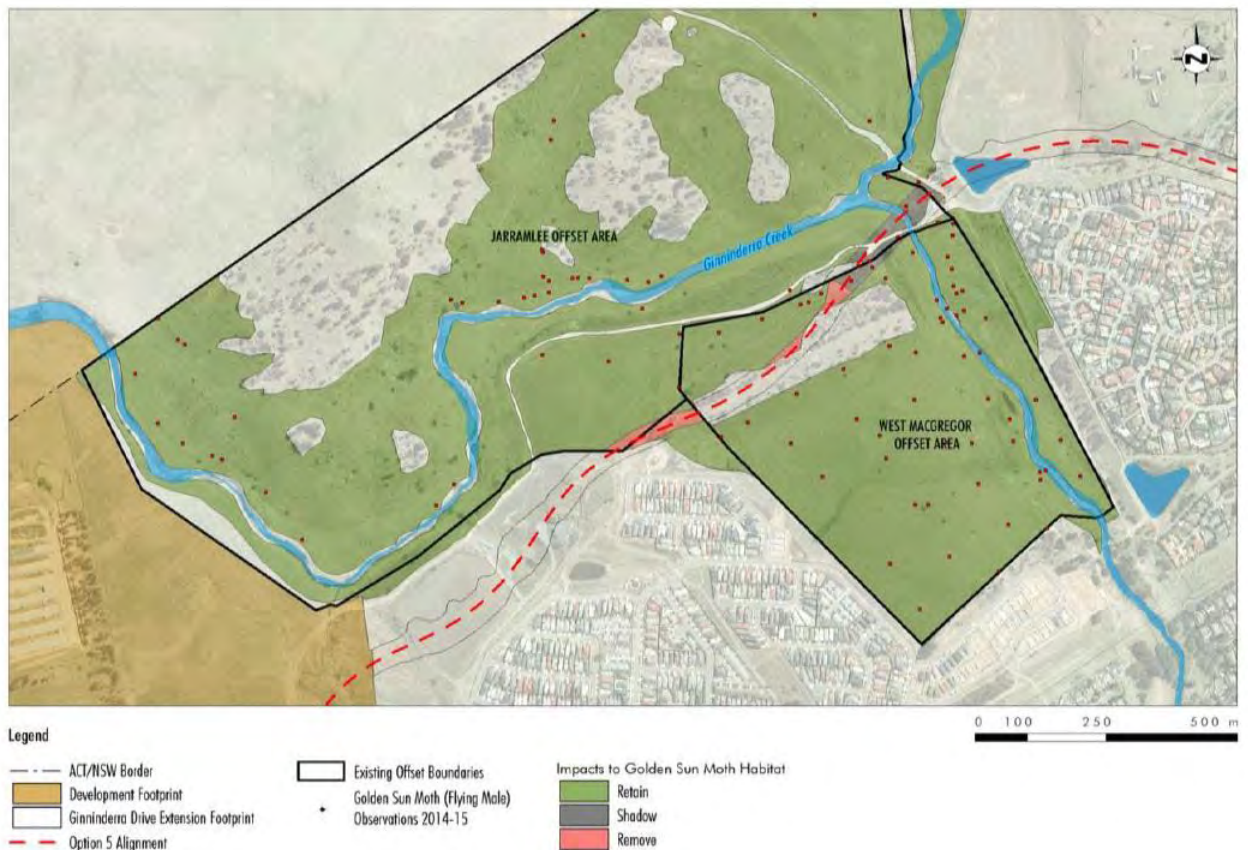 N
JARRAMLEE OFFSET AREA
Ginninderra Creek
WEST MACGREGOR
OFFSET AREA
0 100 250 500 m
Legend
ACT/NSW Border
Development Footprint
Ginninderra Drive Extension Footprint
Option 5 Alignment
Existing Offset Boundaries
Golden Sun Moth (Flying Male)
Observations 2014-15
Impacts to Golden Sun Moth Habitat
Retain
Shadow
Remove